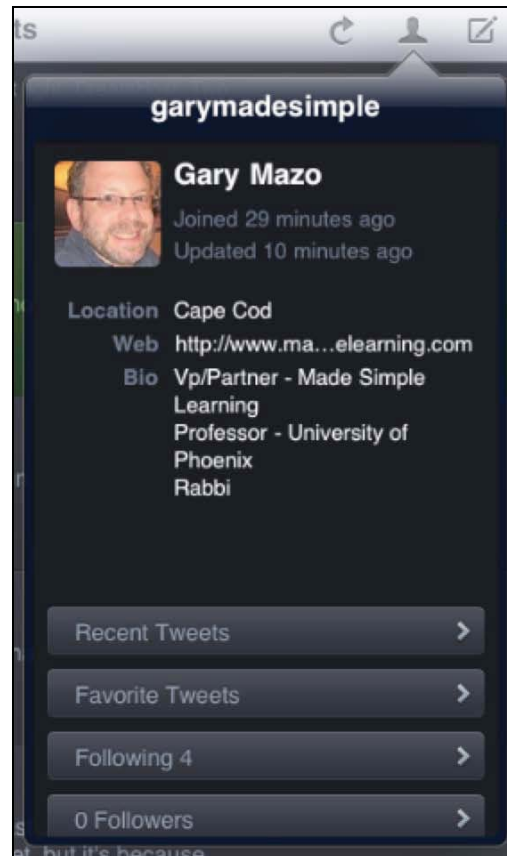 ts
garymadesimple
Gary Mazo
Joined 29 minutes ago
Updated 10 minutes ago
Location Cape Cod
Web http://www.ma...elearning.com
Bio Vp/Partner - Made Simple
Learning
Professor - University of
Phoenix
Rabbi
Recent Tweets
Favorite Tweets
Following 4
0 Followers
et, but it's because